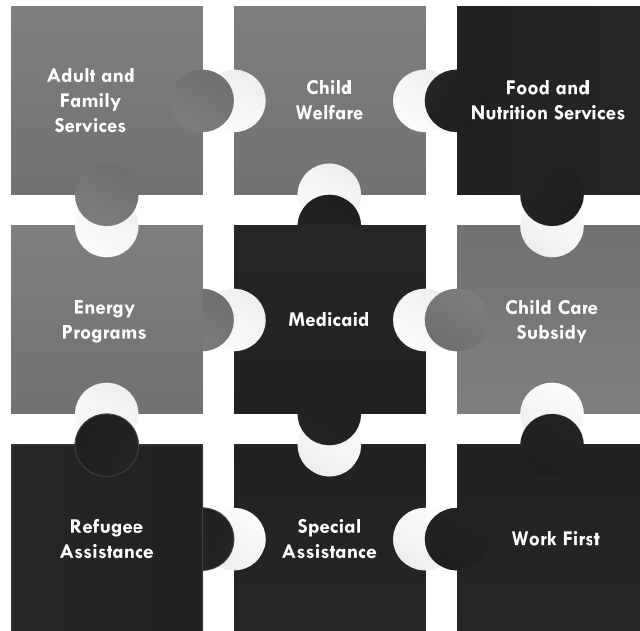 Adult and
Family
Services
Child
Welfare
Food and
Nutrition Services
Energy
Programs
Medicaid
Child Care
Subsidy
Refugee
Assistance
Special
Assistance
Work First